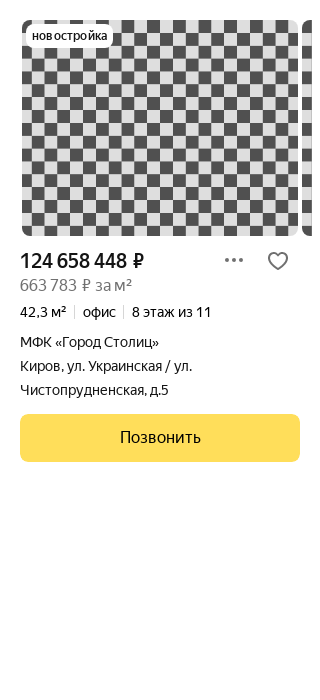 новостройка
124 658 448 ₽
663 783 ₽ за м²
42,3 м²
офис
8 этаж из 11
МФК «Город Столиц»
Киров, ул. Украинская / ул.
Чистопрудненская, д.5
Позвонить